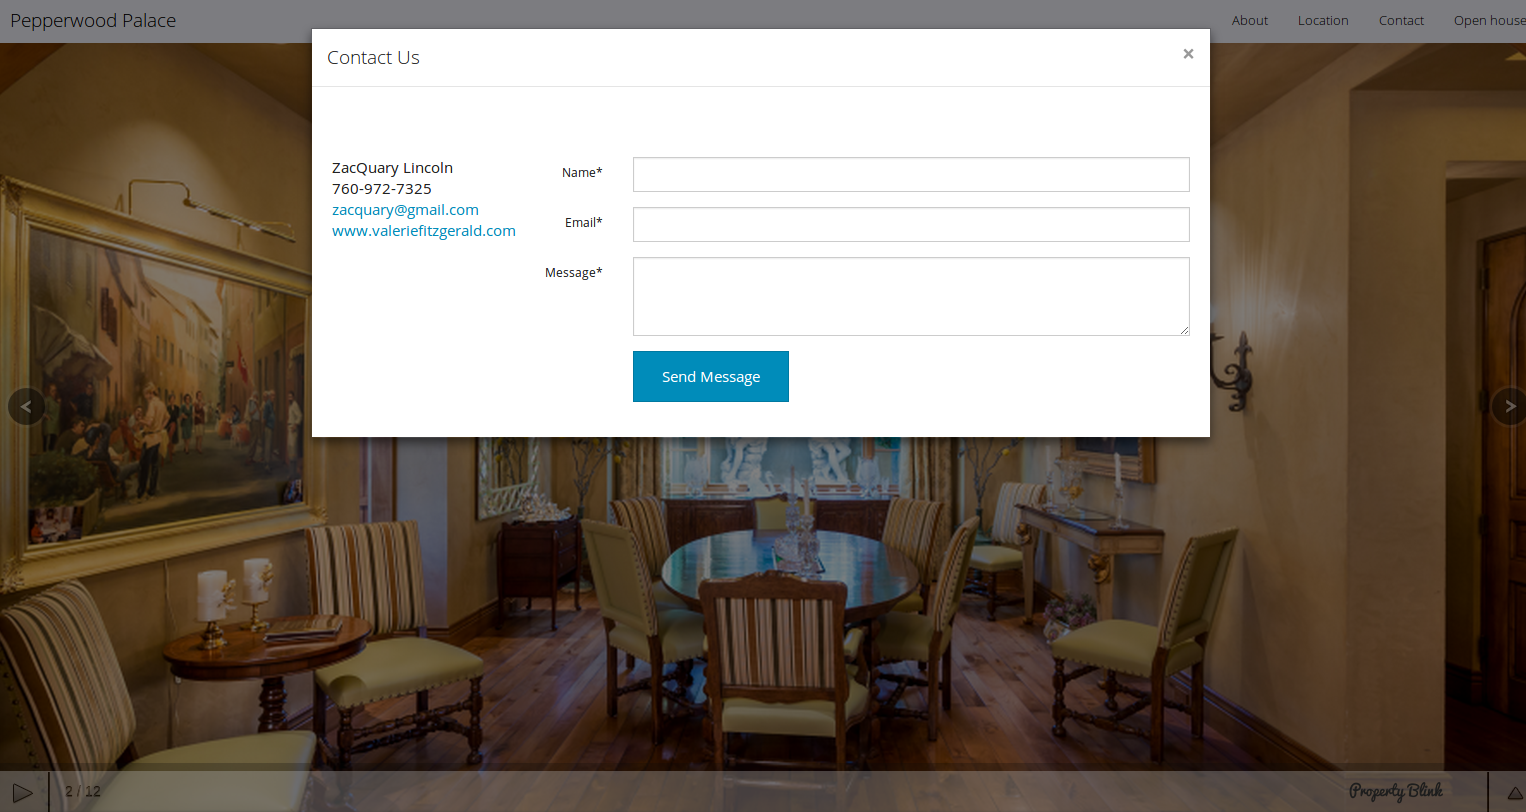 Pepperwood Palace
About
Location
Contact
Open house
Contact Us
×
ZacQuary Lincoln
760-972-7325
zacquary@gmail.com
www.valeriefitzgerald.com
Name*
Email*
Message*
Send Message
2 / 12
Property Blink